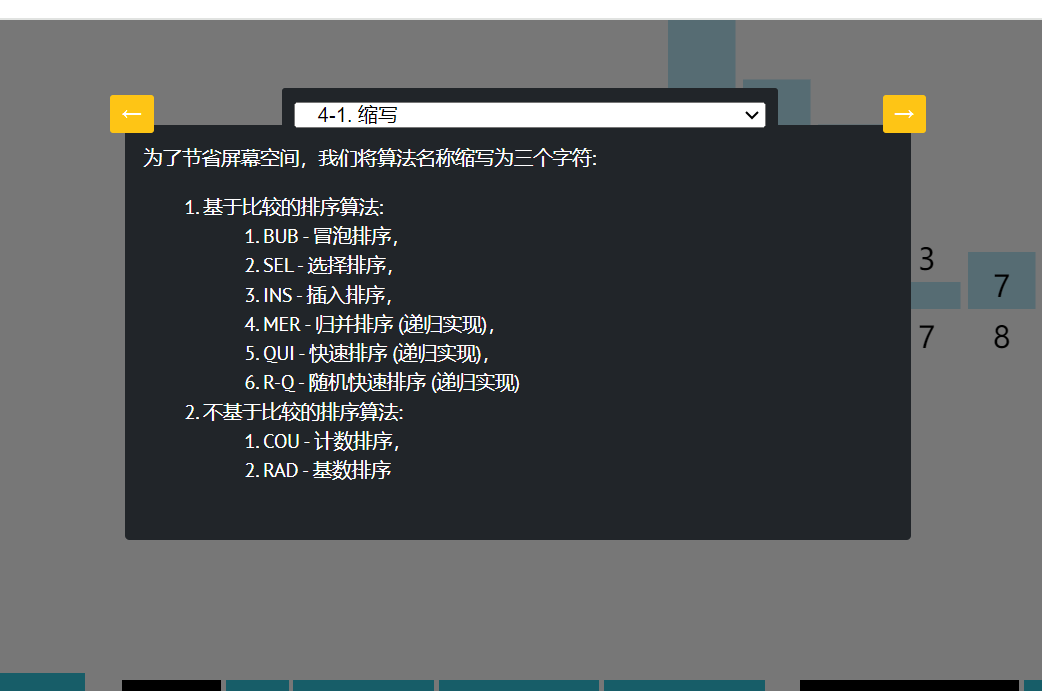 ←
4-1. 缩写
→
为了节省屏幕空间，我们将算法名称缩写为三个字符:
1. 基于比较的排序算法:
1. BUB - 冒泡排序，
2. SEL - 选择排序，
3. INS - 插入排序，
4. MER - 归并排序 (递归实现)，
5. QUI - 快速排序 (递归实现)，
6. R-Q - 随机快速排序 (递归实现)
2. 不基于比较的排序算法:
1. COU - 计数排序，
2. RAD - 基数排序
3
7
7 8